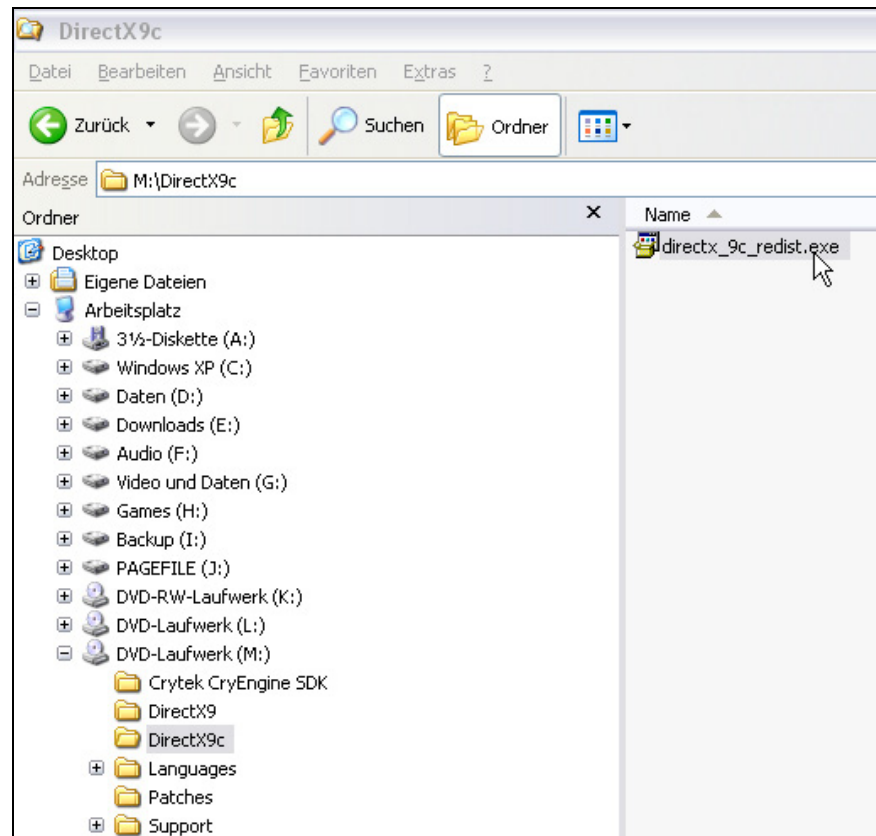 DirectX9c
Datei Bearbeiten Ansicht Favoriten Extras ?
Zurück Suchen Ordner
Adresse M:\DirectX9c
Ordner x Name
directx_9c_redist.exe
Desktop
Eigene Dateien
Arbeitsplatz
3½-Diskette (A:)
Windows XP (C:)
Daten (D:)
Downloads (E:)
Audio (F:)
Video und Daten (G:)
Games (H:)
Backup (I:)
PAGEFILE (J:)
DVD-RW-Laufwerk (K:)
DVD-Laufwerk (L:)
DVD-Laufwerk (M:)
Crytek CryEngine SDK
DirectX9
DirectX9c
Languages
Patches
Support